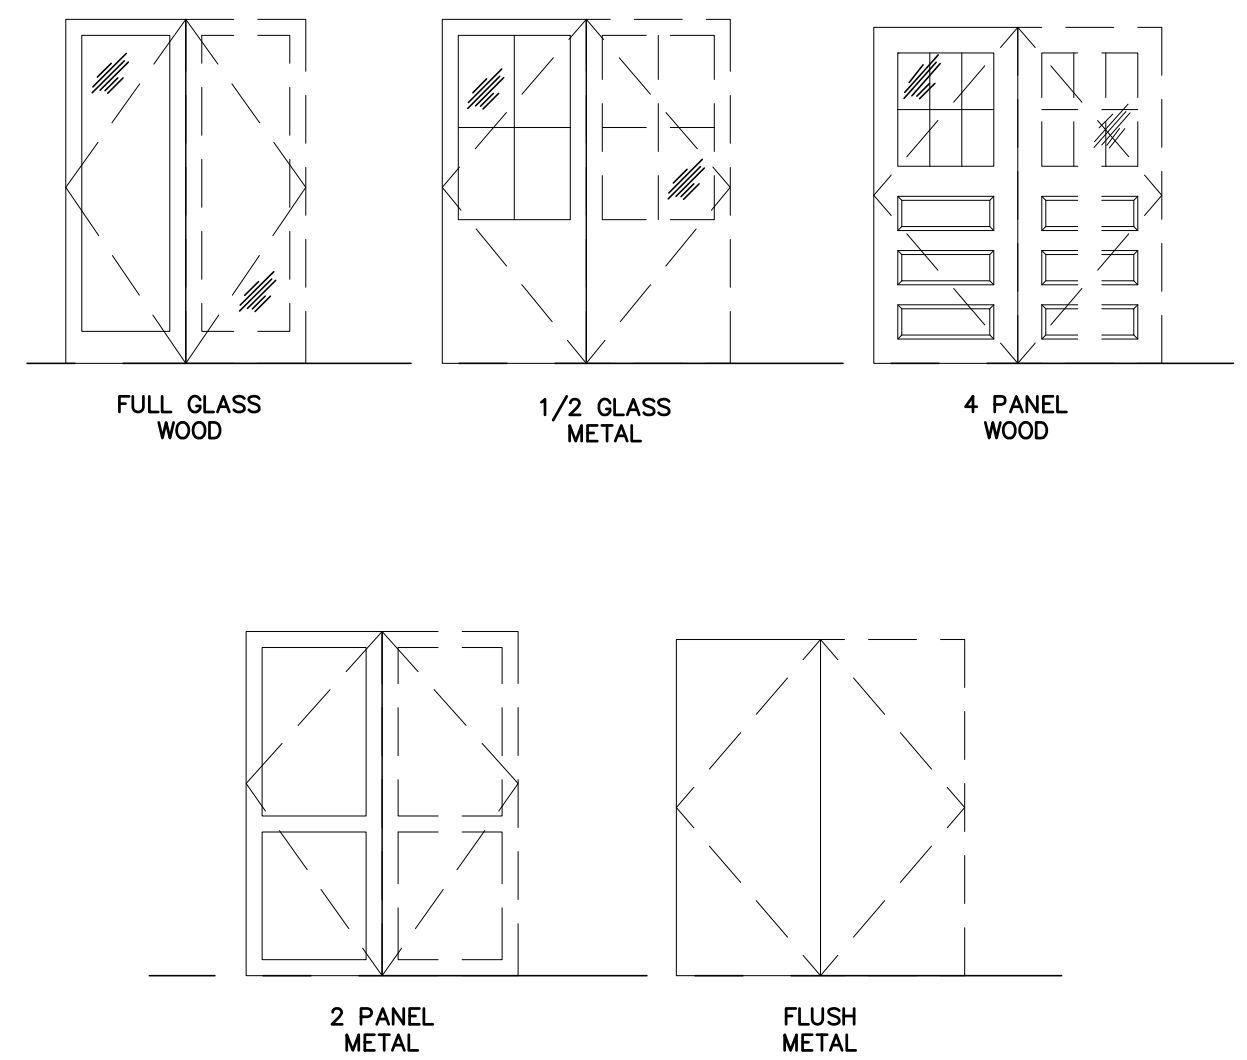 FULL GLASS
WOOD
1/2 GLASS
METAL
4 PANEL
WOOD
2 PANEL
METAL
FLUSH
METAL